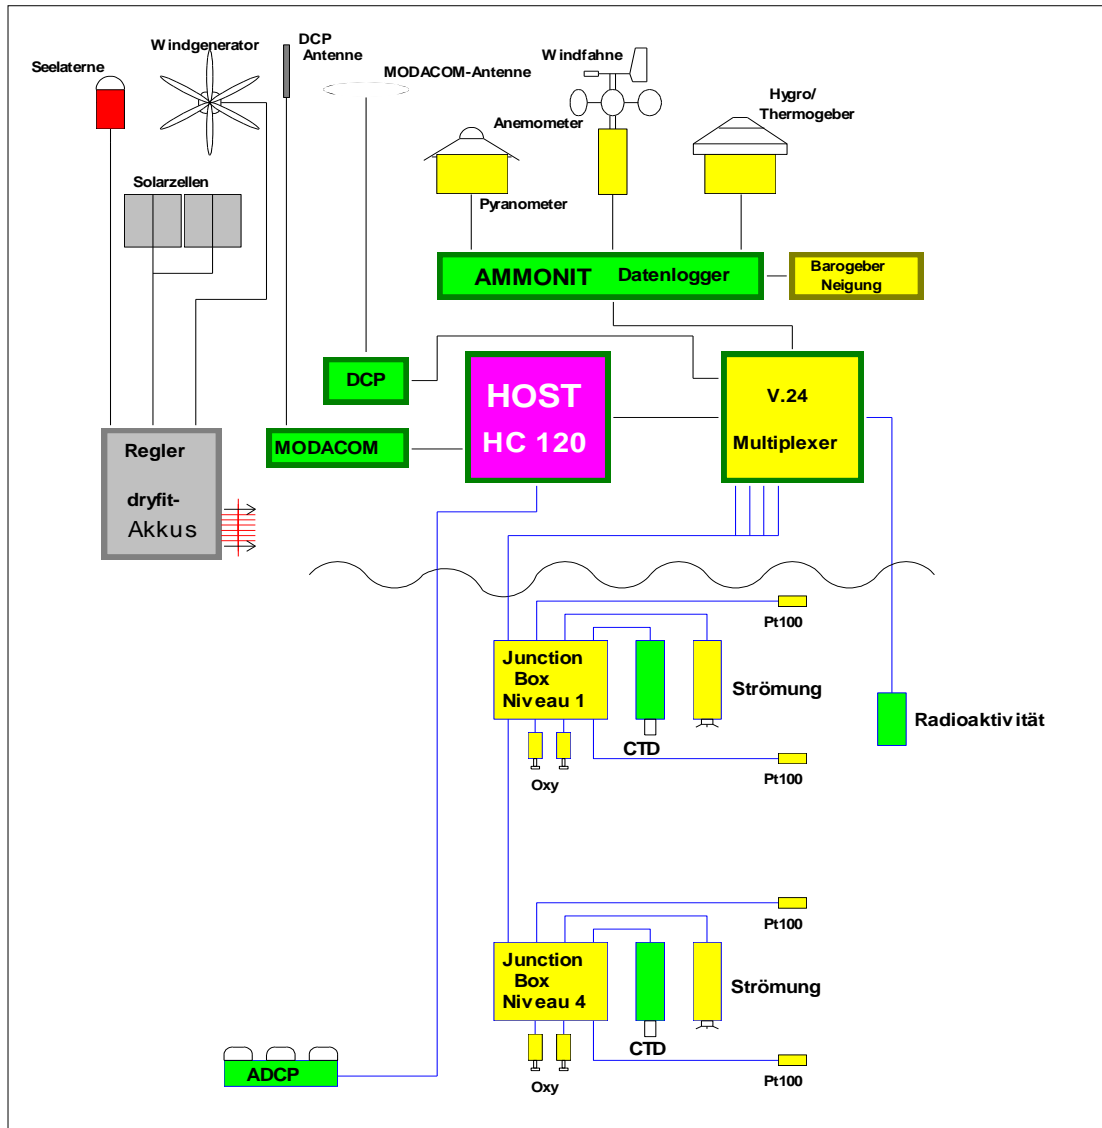 DCP
Antenne
Windgenerator
Seelaterne
MODACOM-Antenne
Windfahne
Hygro/
Thermogeber
Anemometer
Solarzellen
Pyranometer
AMMONIT Datenlogger
Barogeber
Neigung
DCP
HOST
HC 120
V.24
Multiplexer
MODACOM
Regler
dryfit-
Akkus
Pt100
Junction
Box
Niveau 1
Strömung
Radioaktivität
CTD
Pt100
Oxy
Pt100
Junction
Box
Niveau 4
Strömung
CTD
ADCP
Oxy
Pt100